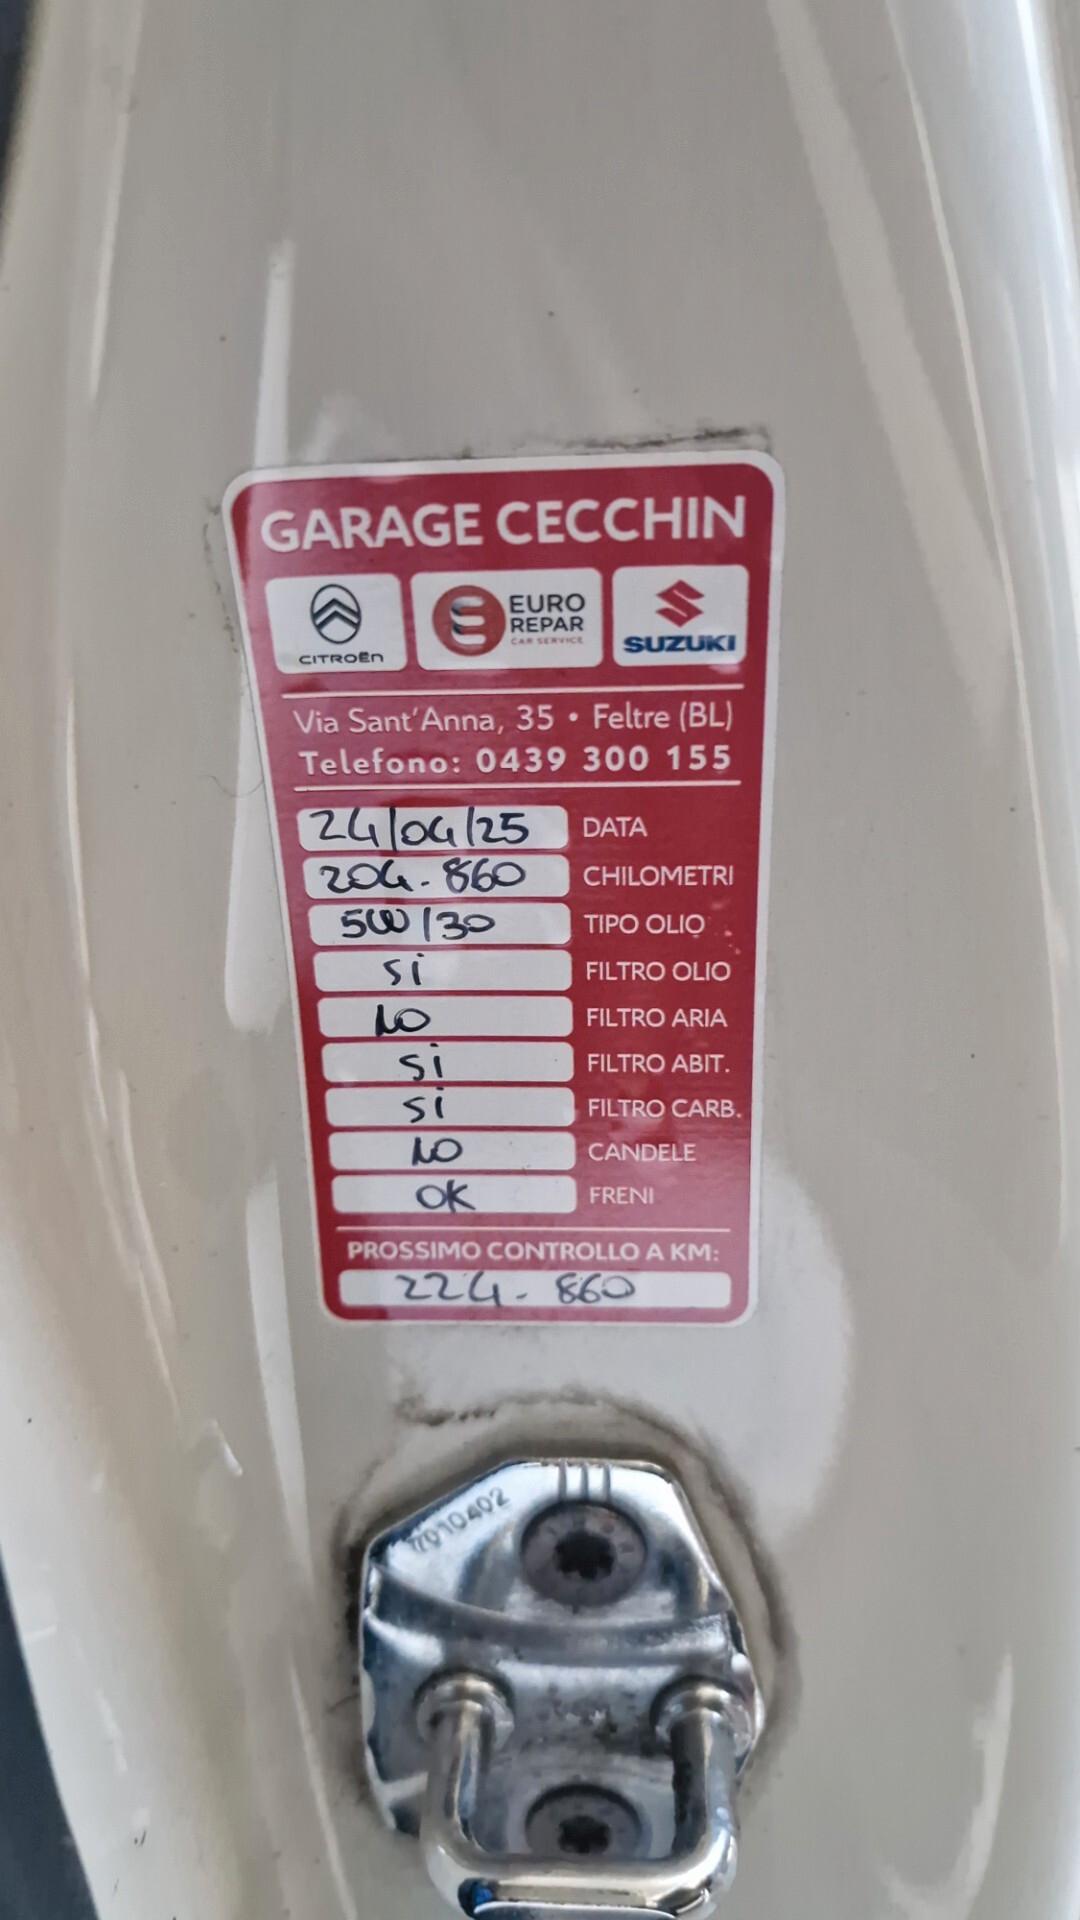 GARAGE CECCHIN
CITROËN
EURO
REPAR
CAR SERVICE
SUZUKI
Via Sant'Anna, 35 • Feltre (BL)
Telefono: 0439 300 155
24/04/25 DATA
204.860 CHILOMETRI
5W/30 TIPO OLIO
Si FILTRO OLIO
NO FILTRO ARIA
Si FILTRO ABIT.
Si FILTRO CARB.
NO CANDELE
OK FRENI
PROSSIMO CONTROLLO A KM:
224.860
7010402